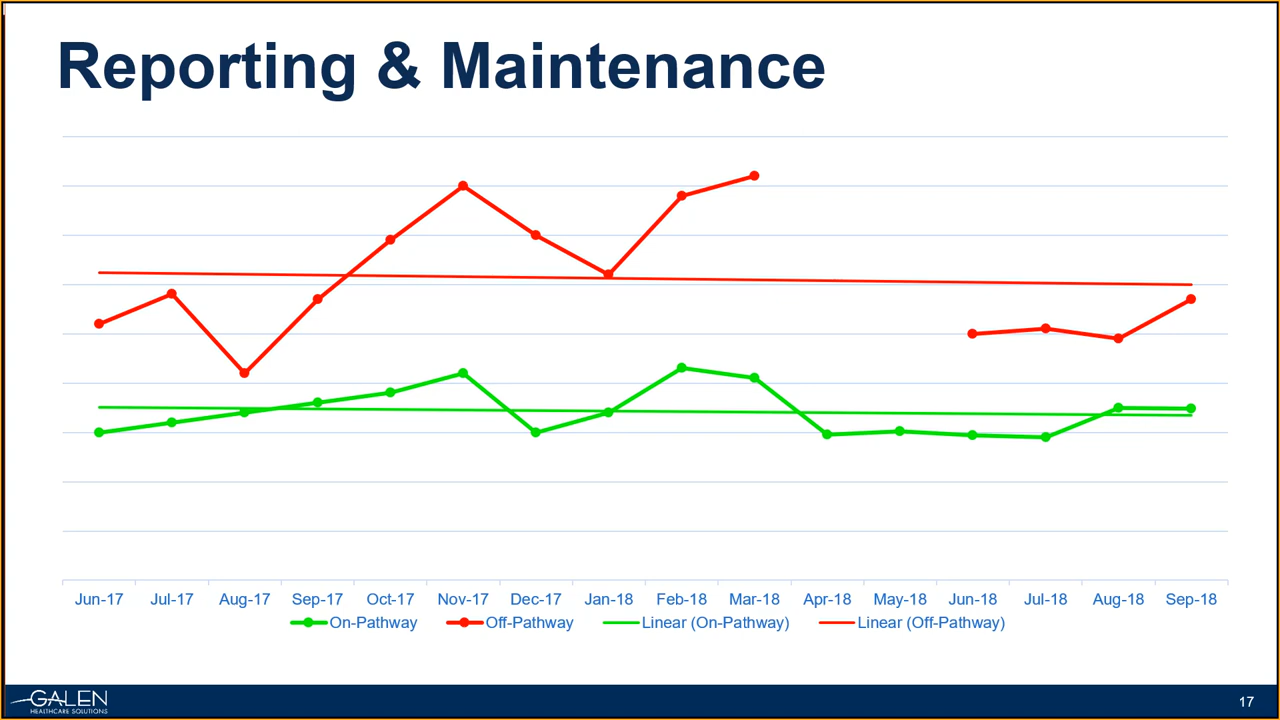 Reporting & Maintenance
Jun-17 Jul-17 Aug-17 Sep-17 Oct-17 Nov-17 Dec-17 Jan-18 Feb-18 Mar-18 Apr-18 May-18 Jun-18 Jul-18 Aug-18 Sep-18
On-Pathway Off-Pathway Linear (On-Pathway) Linear (Off-Pathway)
GALEN
HEALTHCARE SOLUTIONS
17